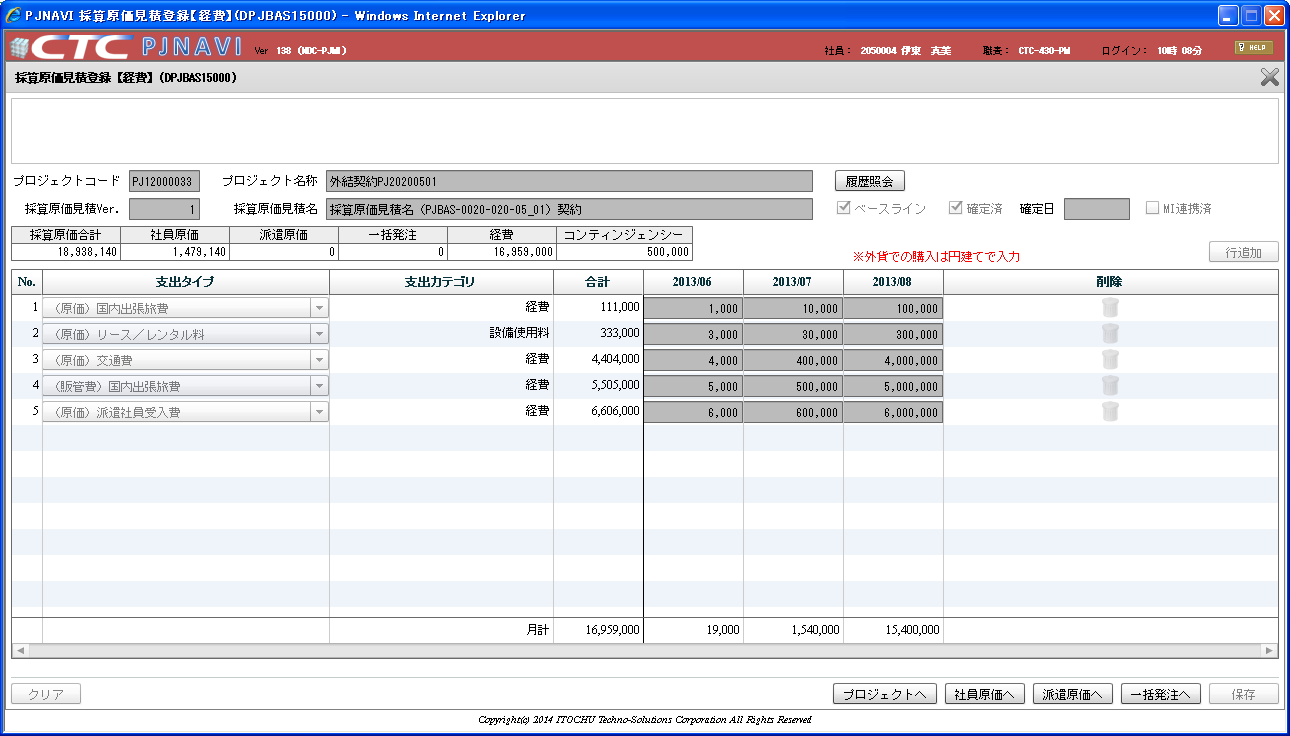 PJNAVI 採算原価見積登録【経費】(DPJBAS15000) - Windows Internet Explorer
CTC PJNAVI Ver 138 (NDC-PJM) 社員： 2050004 伊東 真美 職責： CTC-430-PM ログイン： 10時 08分 ? HELP
採算原価見積登録【経費】(DPJBAS15000)
プロジェクトコード PJ12000033 プロジェクト名称 外結契約PJ20200501 履歴照会
採算原価見積Ver. 1 採算原価見積名 採算原価見積名（PJBAS-0020-020-05_01）契約 ベースライン 確定済 確定日 MI連携済
採算原価合計 社員原価 派遣原価 一括発注 経費 コンティンジェンシー
18,938,140 1,479,140 0 0 16,959,000 500,000
※外貨での購入は円建てで入力 行追加
No. 支出タイプ 支出カテゴリ 合計 2013/06 2013/07 2013/08 削除
1 （原価）国内出張旅費 経費 111,000 1,000 10,000 100,000
2 （原価）リース／レンタル料 設備使用料 333,000 3,000 30,000 300,000
3 （原価）交通費 経費 4,404,000 4,000 400,000 4,000,000
4 （販管費）国内出張旅費 経費 5,505,000 5,000 500,000 5,000,000
5 （原価）派遣社員受入費 経費 6,606,000 6,000 600,000 6,000,000
月計 16,959,000 19,000 1,540,000 15,400,000
クリア プロジェクトへ 社員原価へ 派遣原価へ 一括発注へ 保存
Copyright(c) 2014 ITOCHU Techno-Solutions Corporation All Rights Reserved